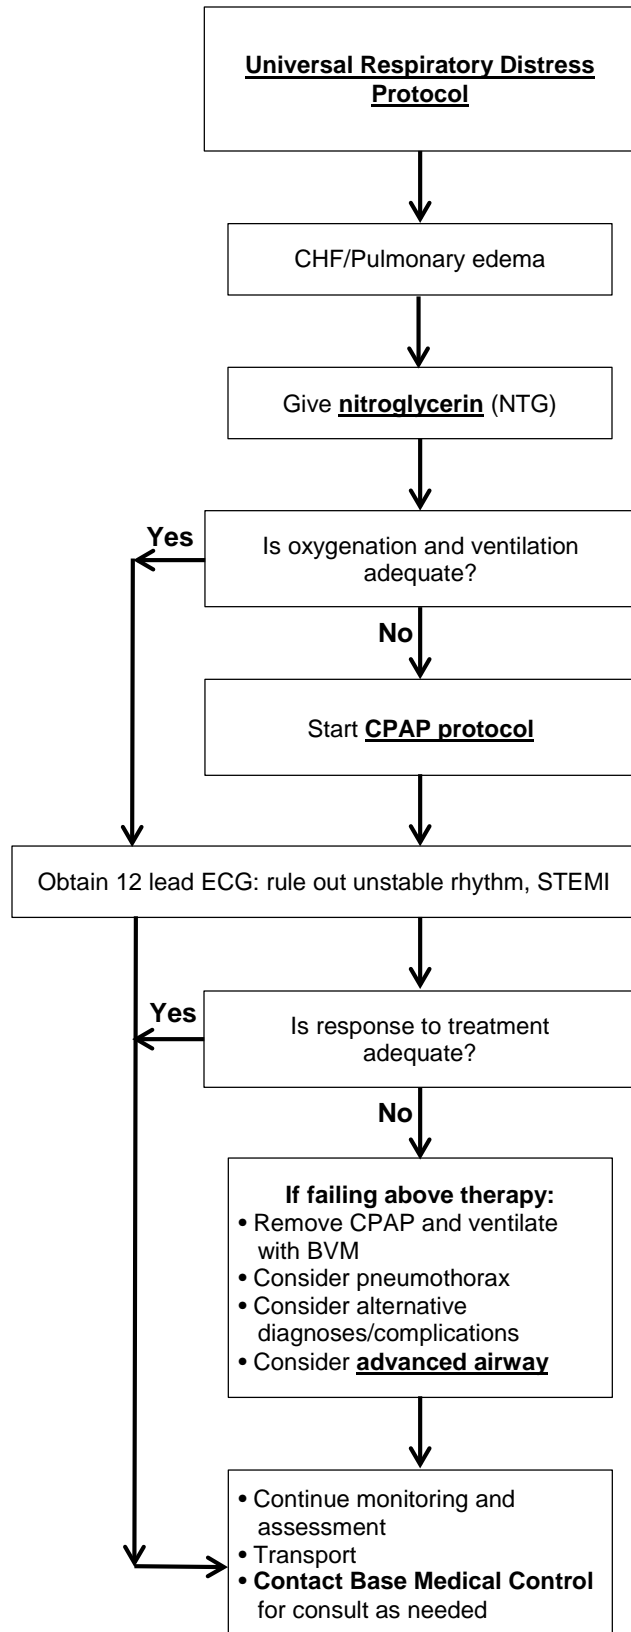 Universal Respiratory Distress
Protocol
CHF/Pulmonary edema
Give nitroglycerin (NTG)
Yes
Is oxygenation and ventilation
adequate?
No
Start CPAP protocol
Obtain 12 lead ECG: rule out unstable rhythm, STEMI
Yes
Is response to treatment
adequate?
No
If failing above therapy:
• Remove CPAP and ventilate
with BVM
• Consider pneumothorax
• Consider alternative
diagnoses/complications
• Consider advanced airway
• Continue monitoring and
assessment
• Transport
• Contact Base Medical Control
for consult as needed